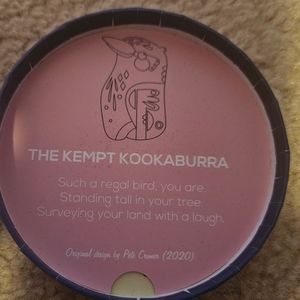 THE KEMPT KOOKABURRA
Such a regal bird, you are.
Standing tall in your tree.
Surveying your land with a laugh.
Original design by Pete Cromer (2020)